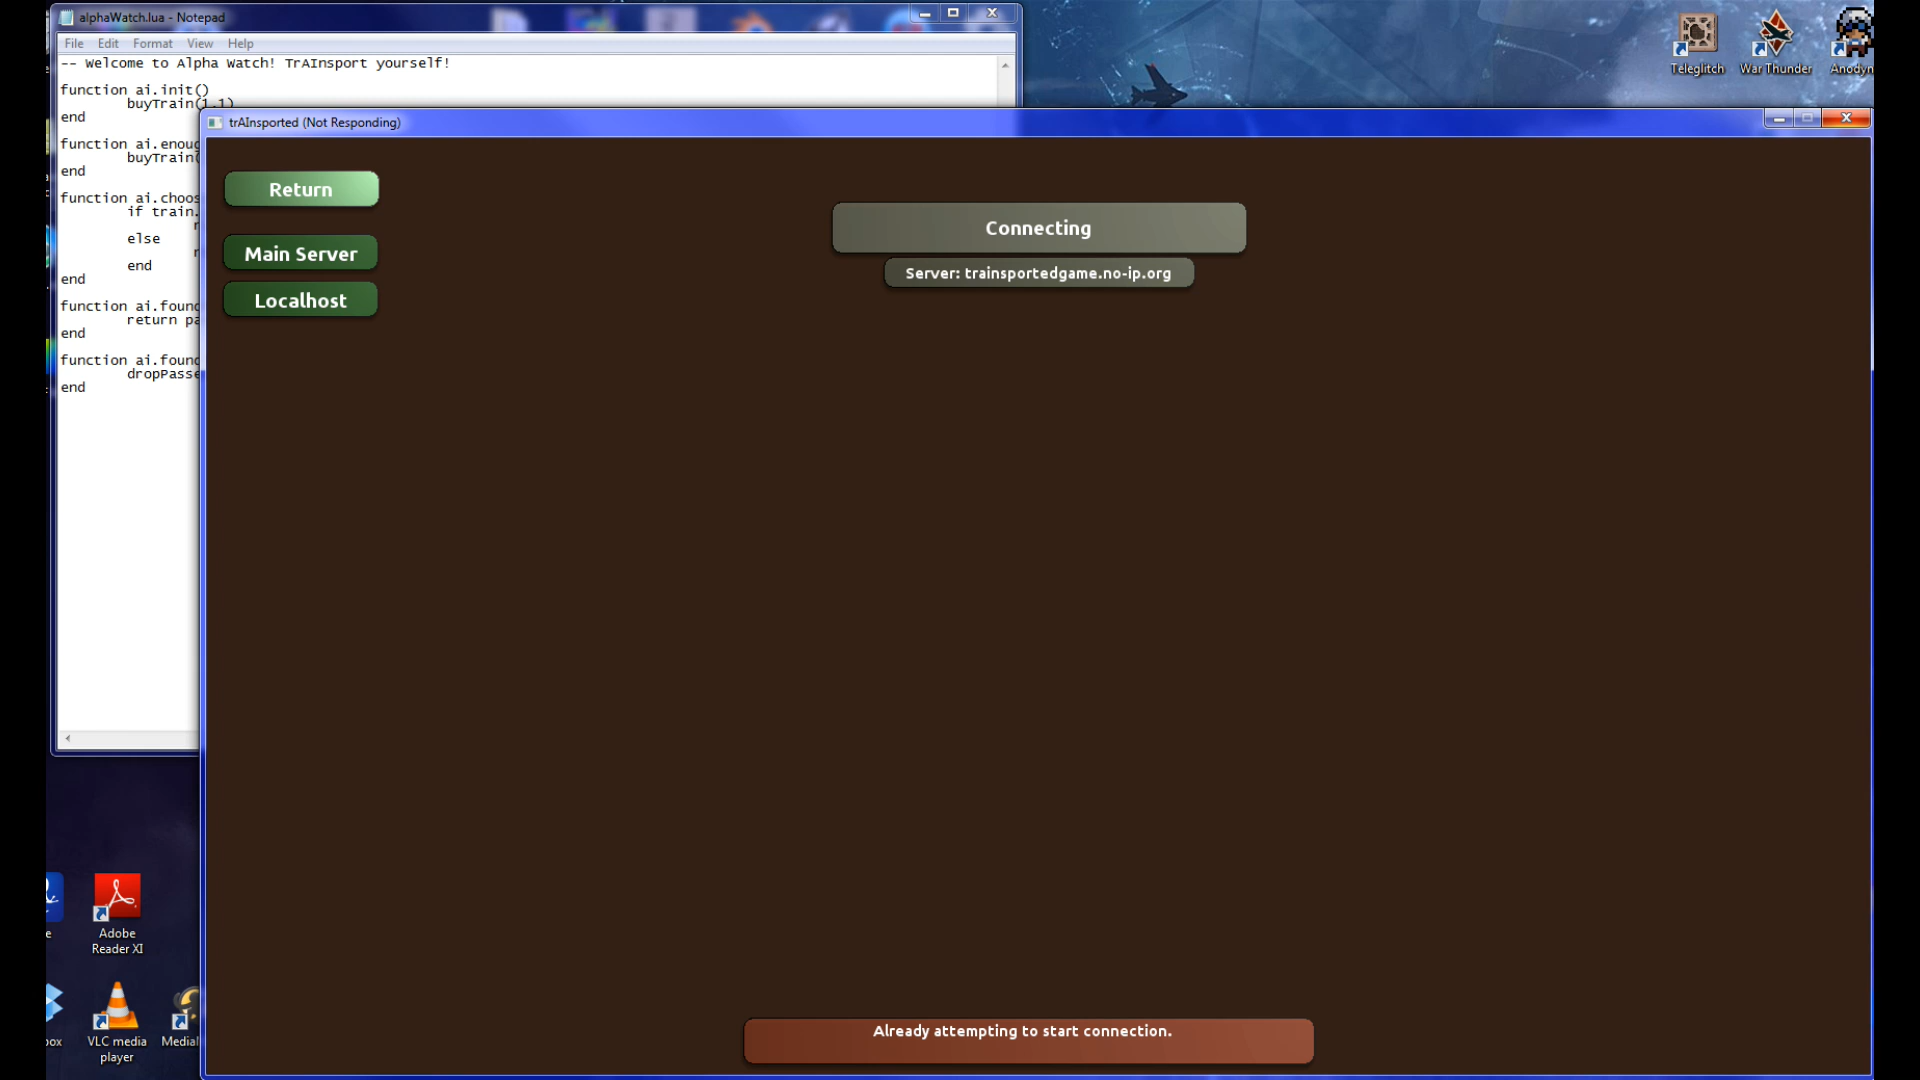 alphaWatch.lua - Notepad
File Edit Format View Help
-- Welcome to Alpha Watch! TrAInsport yourself!
function ai.init()
buyTrain(1,1)
end
function ai.enoug
buyTrain(
end
function ai.choos
if train.
else
end
end
function ai.found
return pa
end
function ai.found
dropPasse
end
trAInsported (Not Responding)
Return
Main Server
Localhost
Connecting
Server: trainsportedgame.no-ip.org
Already attempting to start connection.
Teleglitch
War Thunder
Anodyn
e
Adobe
Reader XI
box
VLC media
player